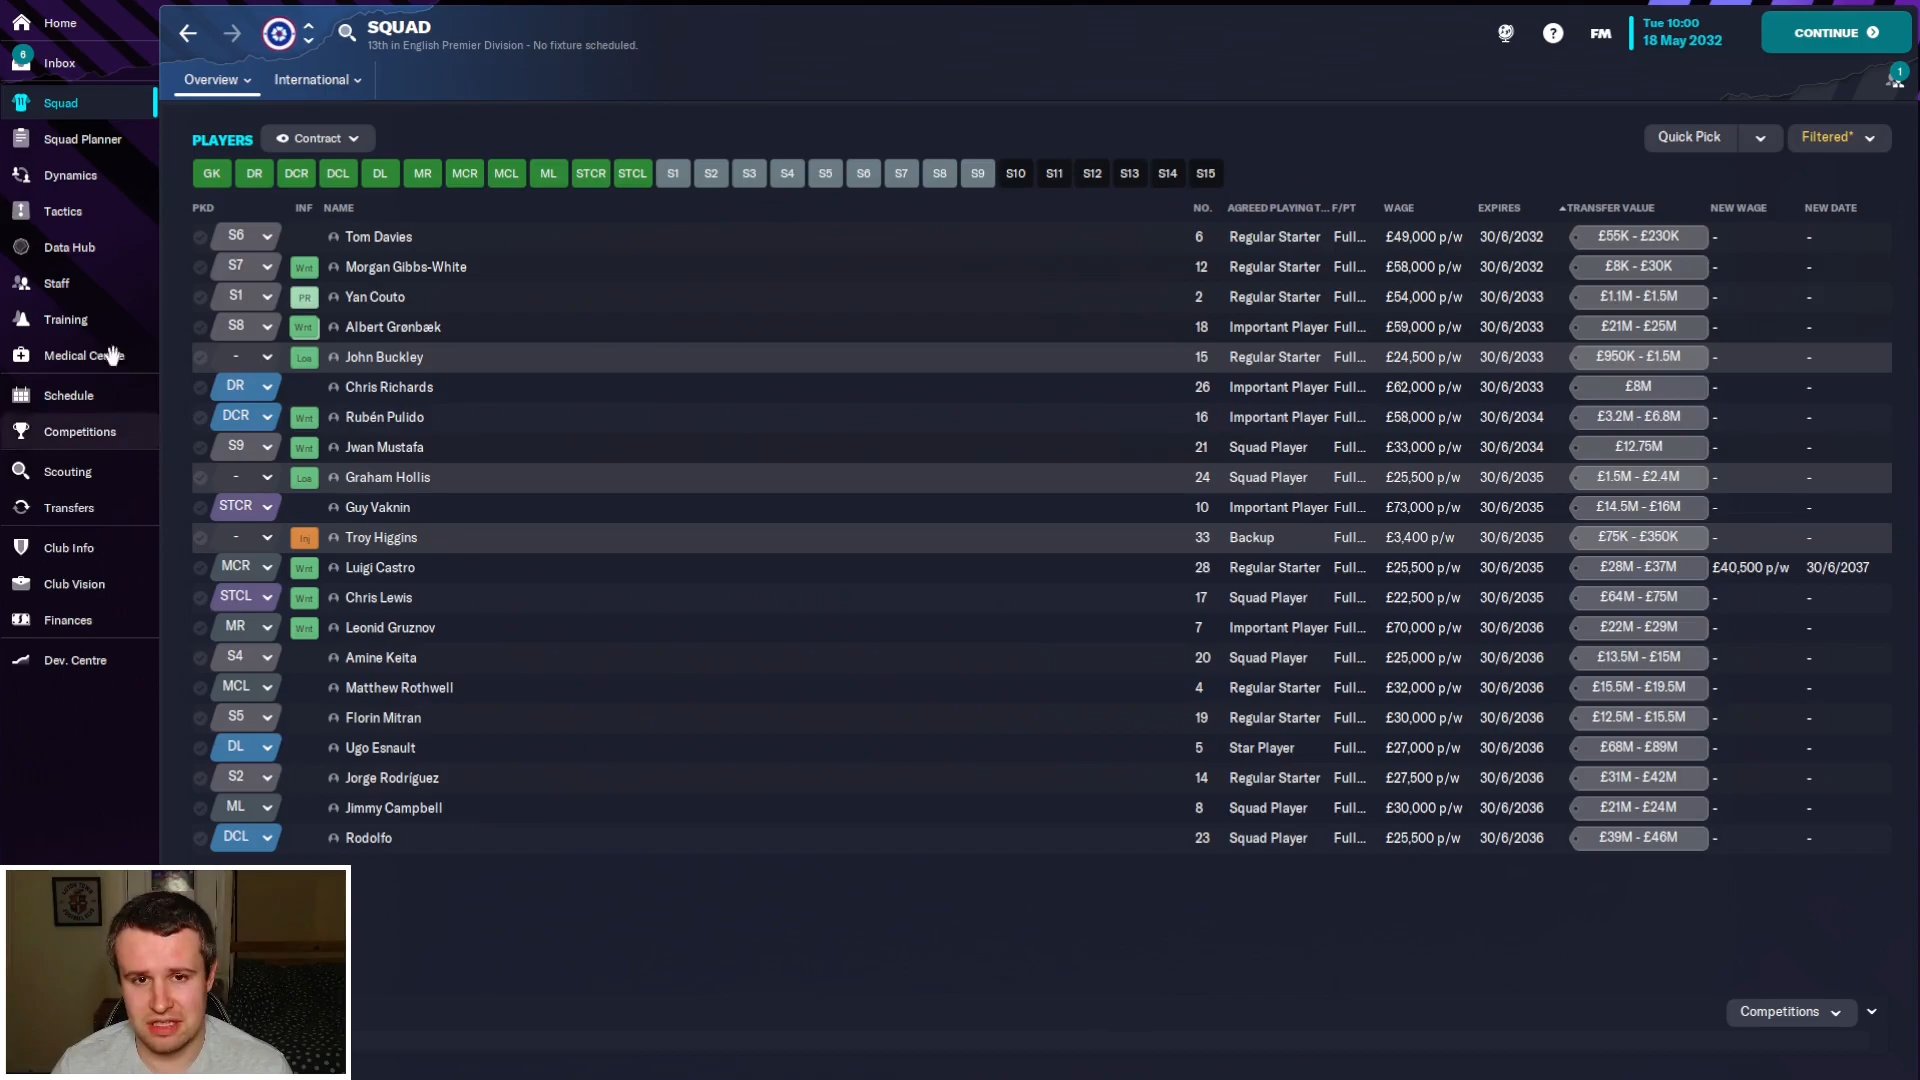 Home
6
Inbox
Squad
Squad Planner
Dynamics
Tactics
Data Hub
Staff
Training
Medical Centre
Schedule
Competitions
Scouting
Transfers
Club Info
Club Vision
Finances
Dev. Centre
SQUAD
13th in English Premier Division - No fixture scheduled.
Overview International
? FM Tue 10:00
18 May 2032
CONTINUE
1
PLAYERS Contract Quick Pick Filtered*
GK DR DCR DCL DL MR MCR MCL ML STCR STCL S1 S2 S3 S4 S5 S6 S7 S8 S9 S10 S11 S12 S13 S14 S15
PKD INF NAME NO. AGREED PLAYING T... F/PT WAGE EXPIRES TRANSFER VALUE NEW WAGE NEW DATE
S6 Tom Davies 6 Regular Starter Full... £49,000 p/w 30/6/2032 £55K - £230K - -
S7 Wnt Morgan Gibbs-White 12 Regular Starter Full... £58,000 p/w 30/6/2032 £8K - £30K - -
S1 PR Yan Couto 2 Regular Starter Full... £54,000 p/w 30/6/2033 £1.1M - £1.5M - -
S8 Wnt Albert Grønbæk 18 Important Player Full... £59,000 p/w 30/6/2033 £21M - £25M - -
- Loa John Buckley 15 Regular Starter Full... £24,500 p/w 30/6/2033 £950K - £1.5M - -
DR Chris Richards 26 Important Player Full... £62,000 p/w 30/6/2033 £8M - -
DCR Wnt Rubén Pulido 16 Important Player Full... £58,000 p/w 30/6/2034 £3.2M - £6.8M - -
S9 Wnt Jwan Mustafa 21 Squad Player Full... £33,000 p/w 30/6/2034 £12.75M - -
- Loa Graham Hollis 24 Squad Player Full... £25,500 p/w 30/6/2035 £1.5M - £2.4M - -
STCR Guy Vaknin 10 Important Player Full... £73,000 p/w 30/6/2035 £14.5M - £16M - -
- Inj Troy Higgins 33 Backup Full... £3,400 p/w 30/6/2035 £75K - £350K - -
MCR Wnt Luigi Castro 28 Regular Starter Full... £25,500 p/w 30/6/2035 £28M - £37M £40,500 p/w 30/6/2037
STCL Wnt Chris Lewis 17 Squad Player Full... £22,500 p/w 30/6/2035 £64M - £75M - -
MR Wnt Leonid Gruznov 7 Important Player Full... £70,000 p/w 30/6/2036 £22M - £29M - -
S4 Amine Keita 20 Squad Player Full... £25,000 p/w 30/6/2036 £13.5M - £15M - -
MCL Matthew Rothwell 4 Regular Starter Full... £32,000 p/w 30/6/2036 £15.5M - £19.5M - -
S5 Florin Mitran 19 Regular Starter Full... £30,000 p/w 30/6/2036 £12.5M - £15.5M - -
DL Ugo Esnault 5 Star Player Full... £27,000 p/w 30/6/2036 £68M - £89M - -
S2 Jorge Rodríguez 14 Regular Starter Full... £27,500 p/w 30/6/2036 £31M - £42M - -
ML Jimmy Campbell 8 Squad Player Full... £30,000 p/w 30/6/2036 £21M - £24M - -
DCL Rodolfo 23 Squad Player Full... £25,500 p/w 30/6/2036 £39M - £46M - -
Competitions